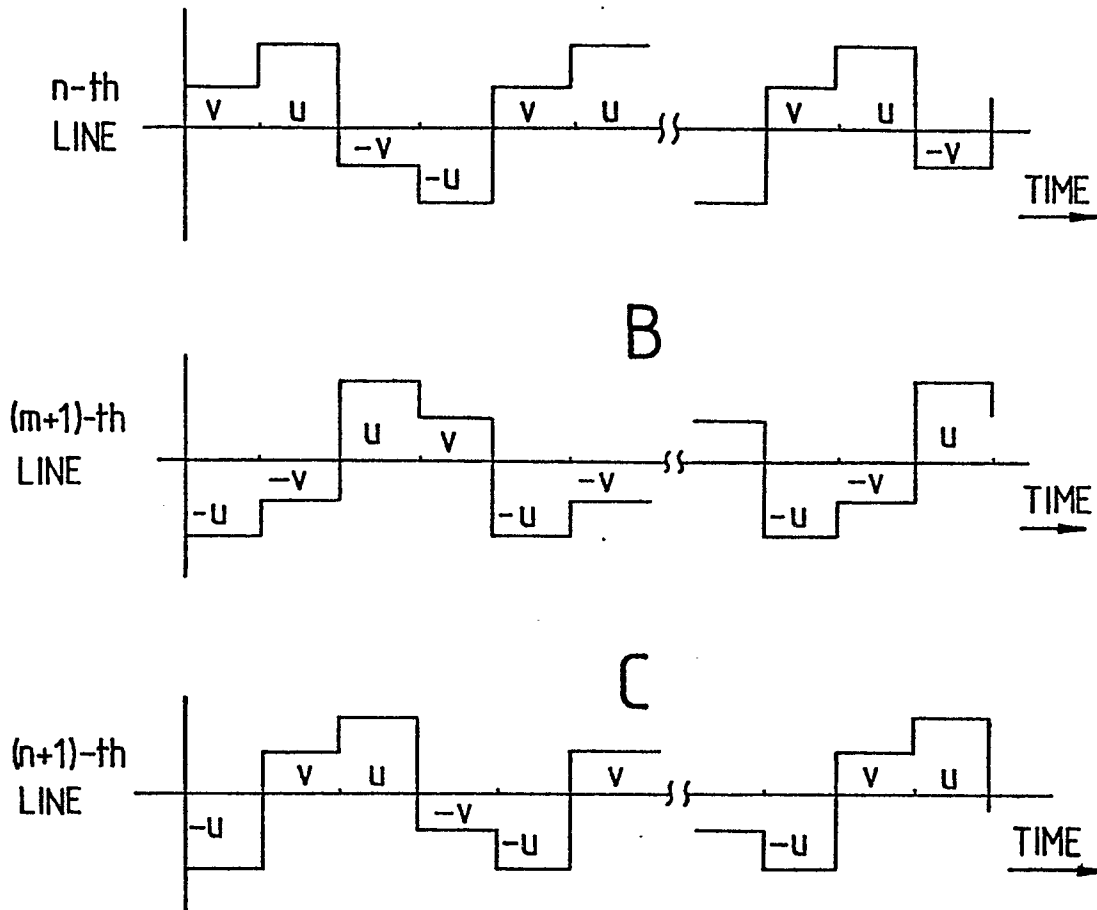 n-th
LINE
v u -v -u v u v u -v
TIME
B
(m+1)-th
LINE
-u -v u v -u -v -u -v u
TIME
C
(n+1)-th
LINE
-u v u -v -u v -u v u
TIME